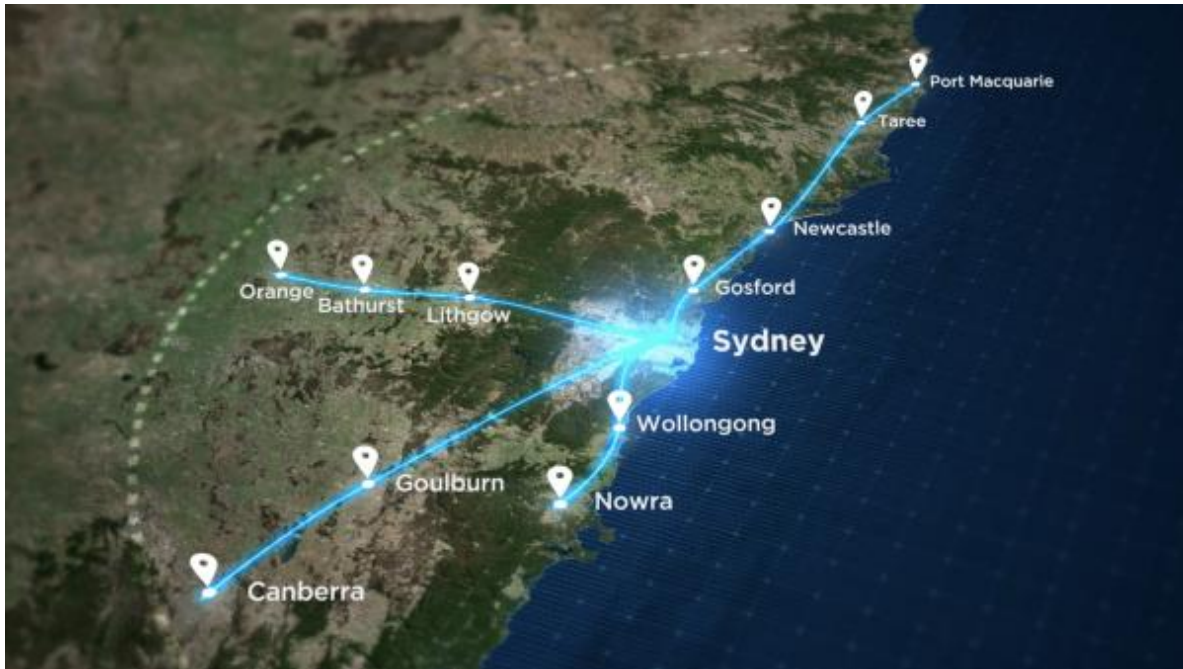 Port Macquarie
Taree
Newcastle
Orange
Bathurst
Lithgow
Gosford
Sydney
Wollongong
Goulburn
Nowra
Canberra